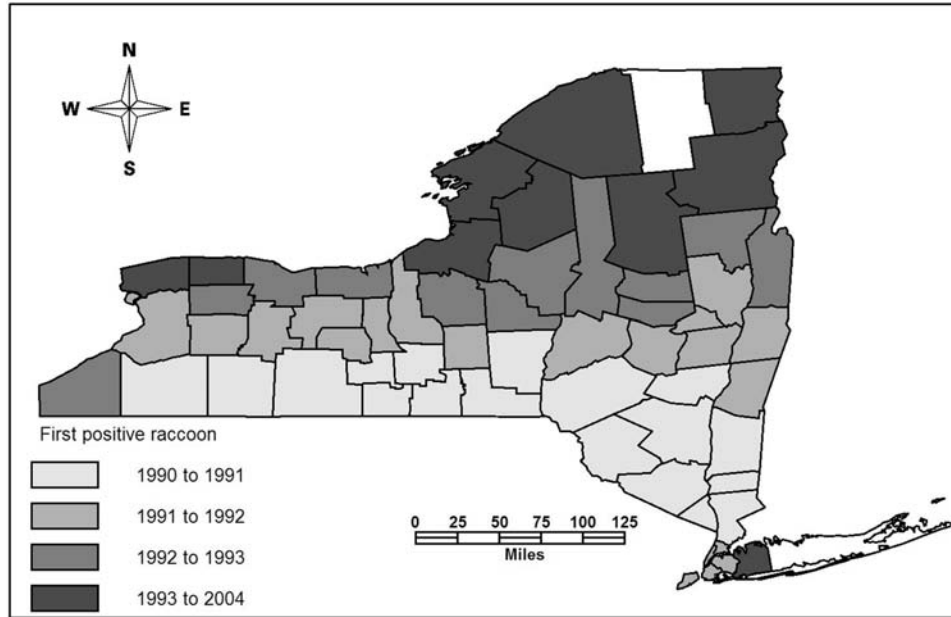 N
W E
S
First positive raccoon
1990 to 1991
1991 to 1992
1992 to 1993
1993 to 2004
0 25 50 75 100 125
Miles